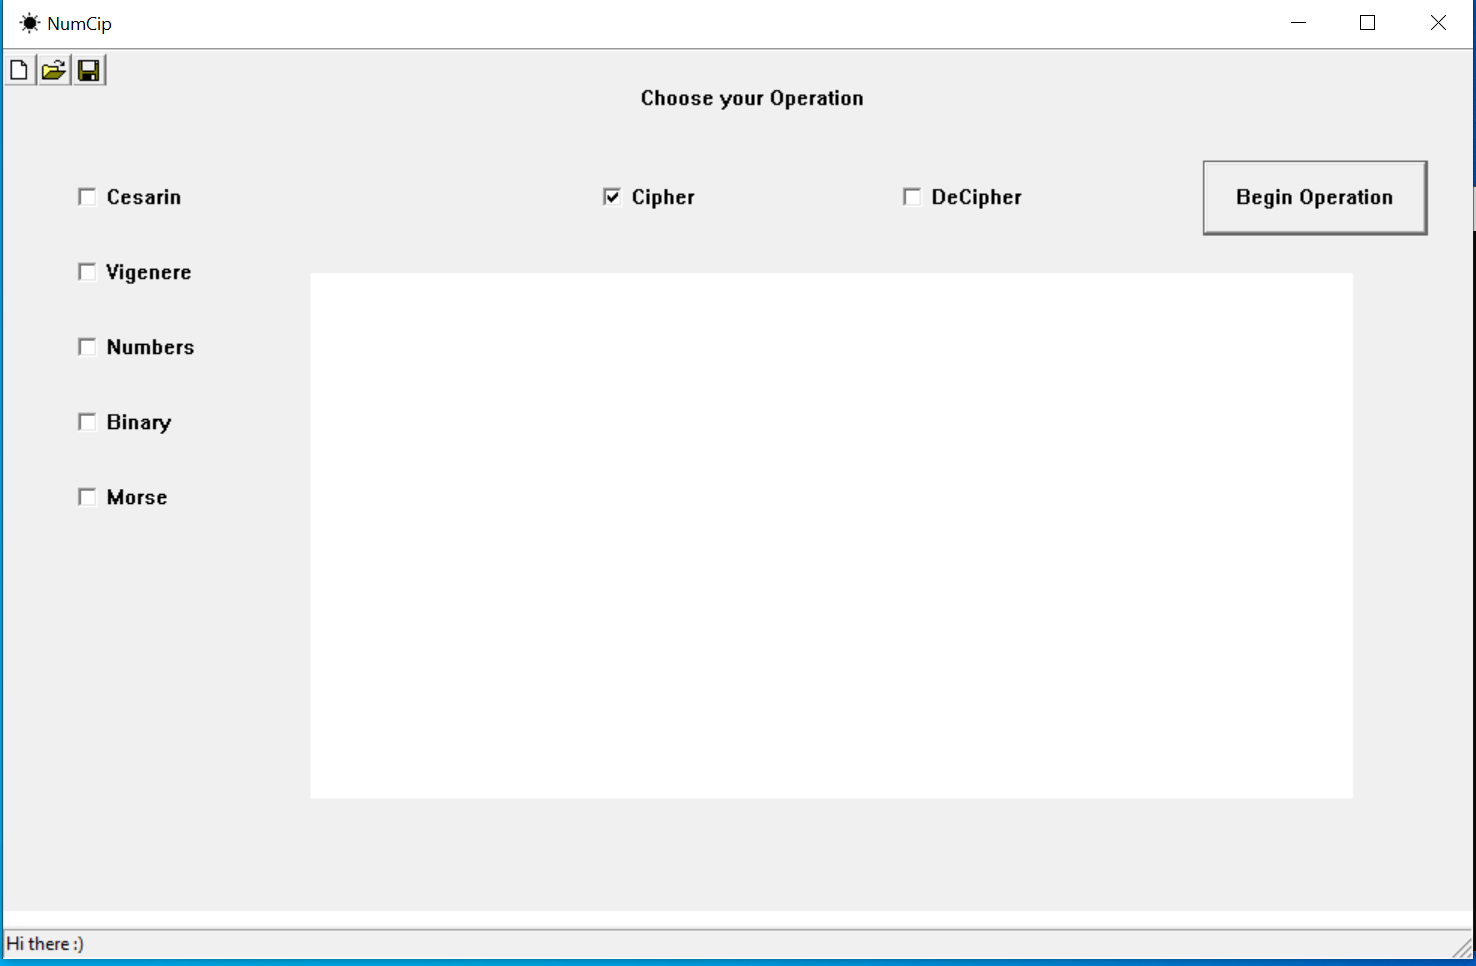 NumCip
Choose your Operation
Cesarin
Cipher
DeCipher
Begin Operation
Vigenere
Numbers
Binary
Morse
Hi there :)